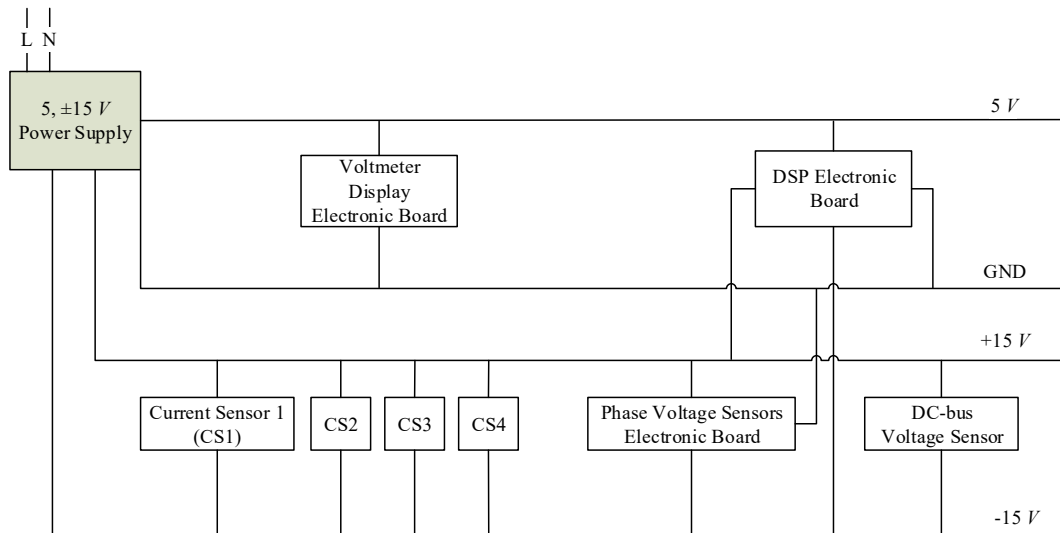 L N
5, ±15 V
Power Supply
5 V
Voltmeter
Display
Electronic Board
DSP Electronic
Board
GND
+15 V
Current Sensor 1
(CS1)
CS2
CS3
CS4
Phase Voltage Sensors
Electronic Board
DC-bus
Voltage Sensor
-15 V